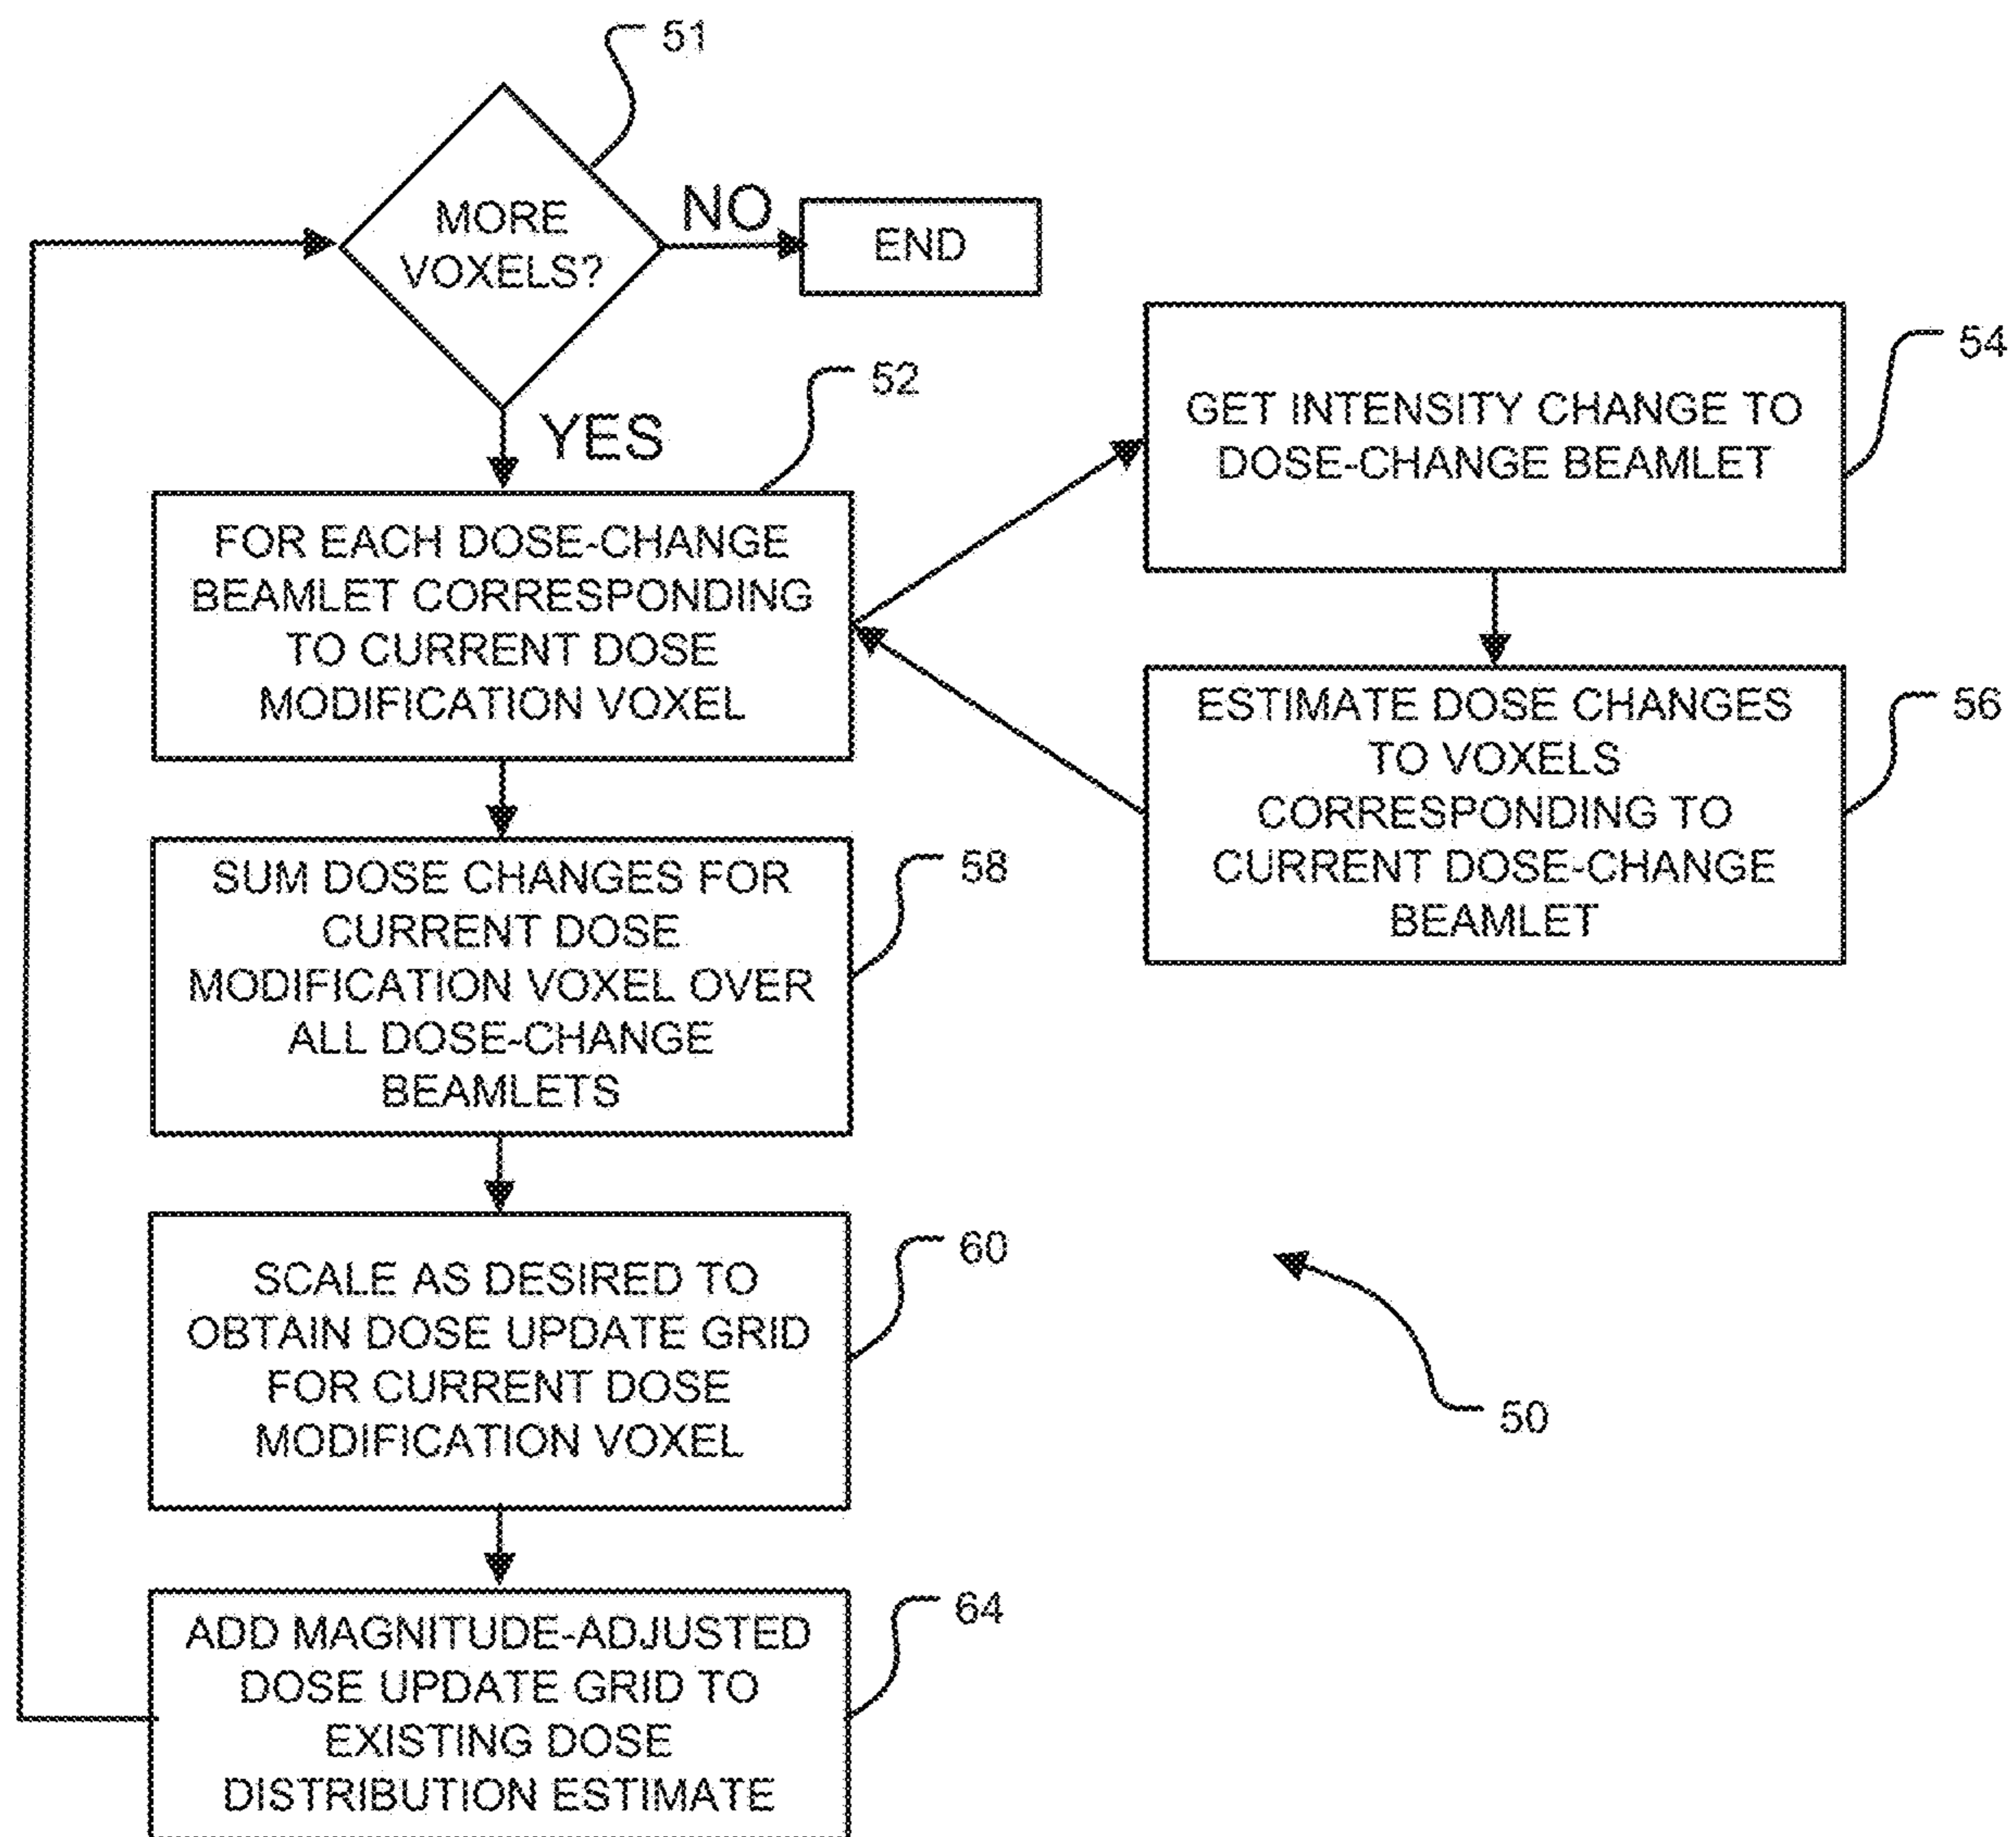 51
MORE
VOXELS?
NO
END
YES
52
FOR EACH DOSE-CHANGE
BEAMLET CORRESPONDING
TO CURRENT DOSE
MODIFICATION VOXEL
54
GET INTENSITY CHANGE TO
DOSE-CHANGE BEAMLET
56
ESTIMATE DOSE CHANGES
TO VOXELS
CORRESPONDING TO
CURRENT DOSE-CHANGE
BEAMLET
58
SUM DOSE CHANGES FOR
CURRENT DOSE
MODIFICATION VOXEL OVER
ALL DOSE-CHANGE
BEAMLETS
60
SCALE AS DESIRED TO
OBTAIN DOSE UPDATE GRID
FOR CURRENT DOSE
MODIFICATION VOXEL
50
64
ADD MAGNITUDE-ADJUSTED
DOSE UPDATE GRID TO
EXISTING DOSE
DISTRIBUTION ESTIMATE